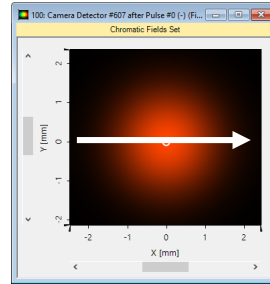 100: Camera Detector #607 after Pulse #0 (-) (Fi...
Chromatic Fields Set
Y [mm]
2
1
0
-1
-2
-2 -1 0 1 2
X [mm]